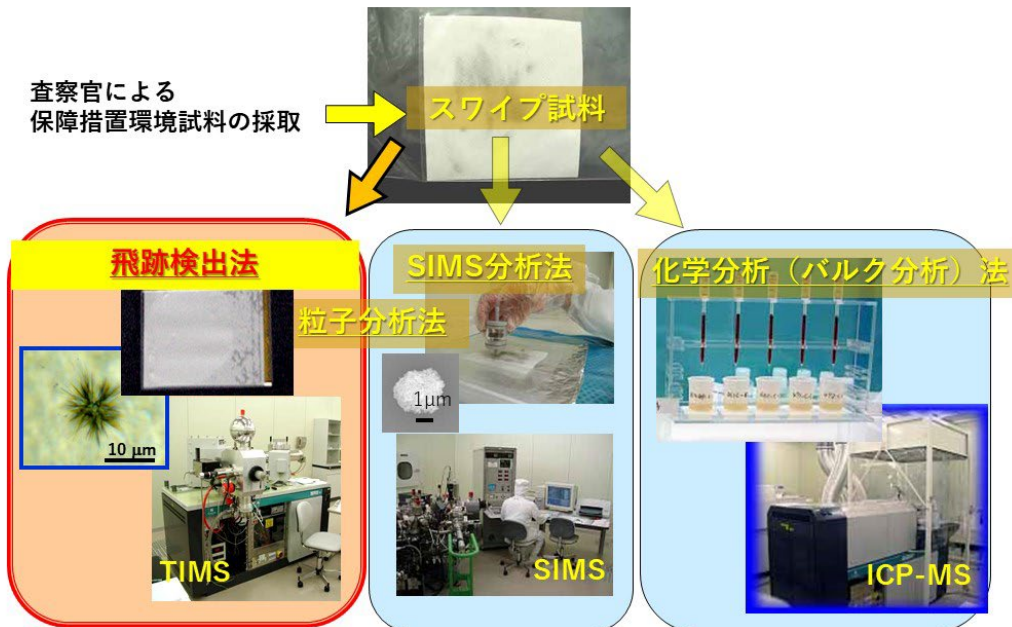 査察官による
保障措置環境試料の採取
スワイプ試料
飛跡検出法
SIMS分析法
化学分析（バルク分析）法
粒子分析法
10 μm
1μm
TIMS
SIMS
ICP-MS